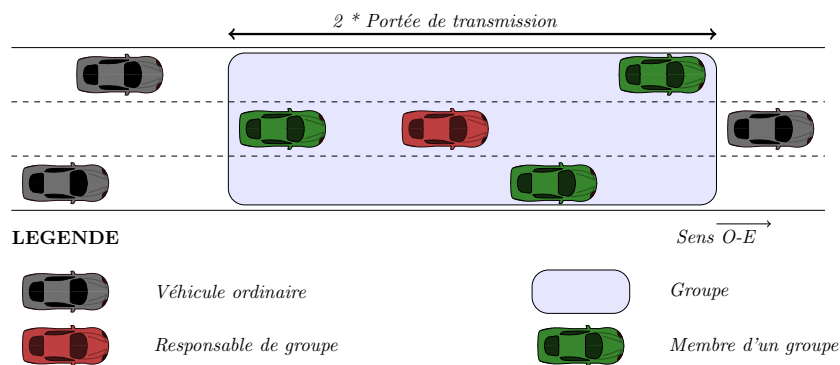 2 * Portée de transmission
LEGENDE
Sens O-E
Véhicule ordinaire
Groupe
Responsable de groupe
Membre d'un groupe